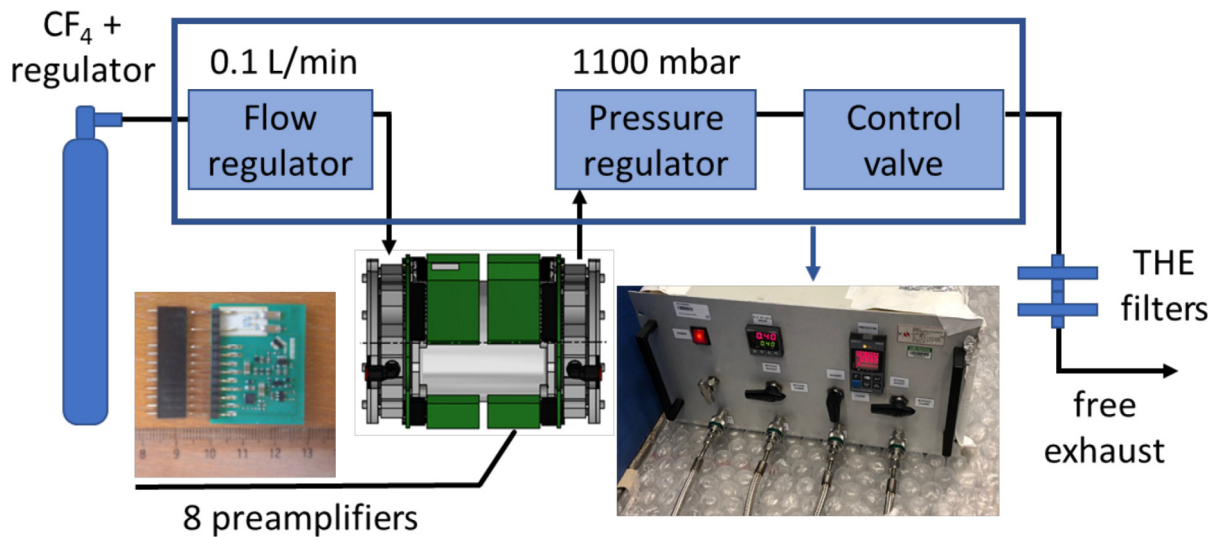 CF₄ +
regulator
0.1 L/min
1100 mbar
Flow
regulator
Pressure
regulator
Control
valve
THE
filters
free
exhaust
8 9 10 11 12 13
8 preamplifiers